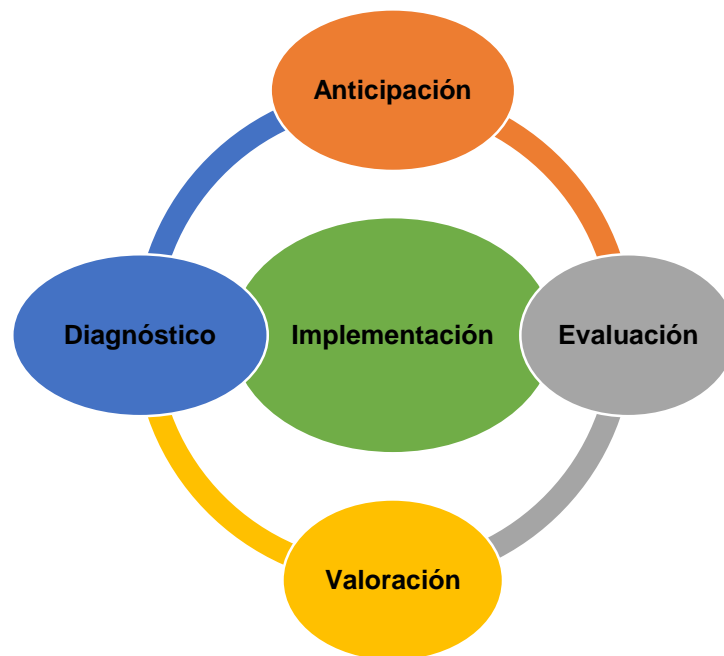 Anticipación
Diagnóstico
Implementación
Evaluación
Valoración